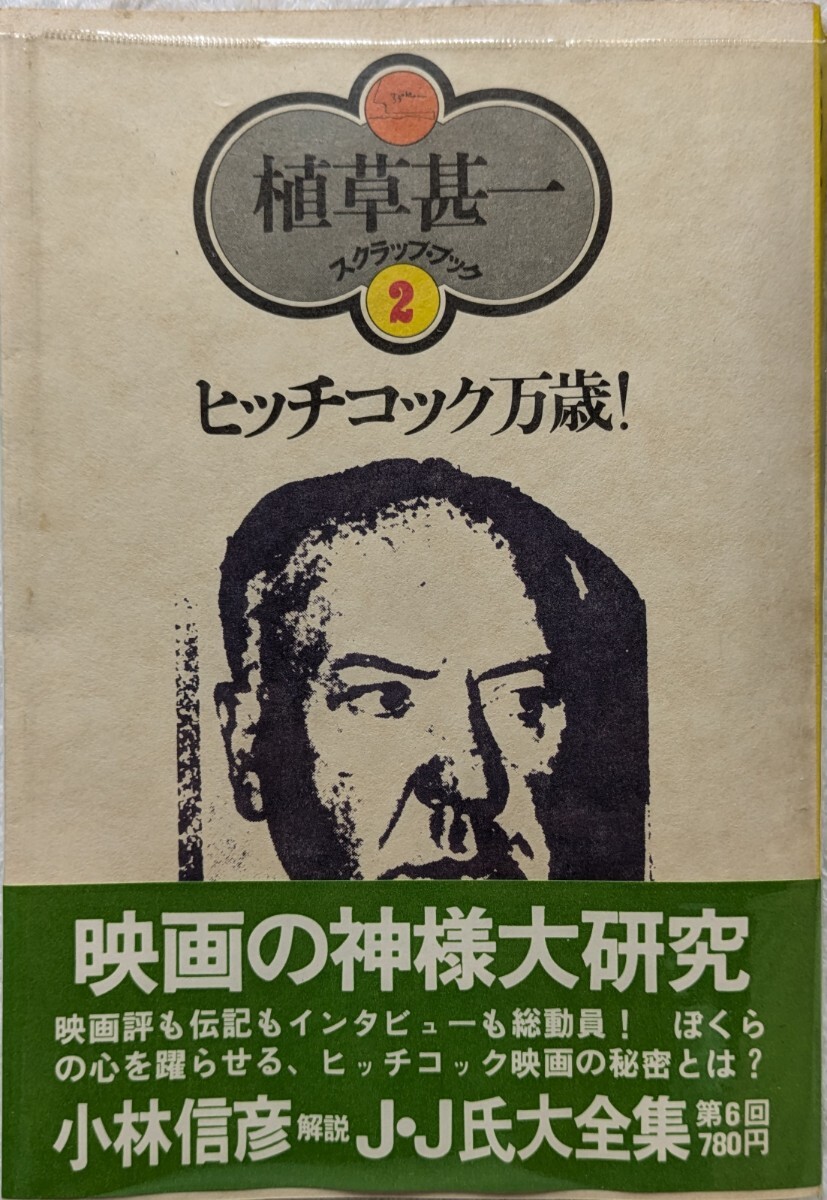 植草甚一
スクラップ・ブック
2
ヒッチコック万歳!
映画の神様大研究
映画評も伝記もインタビューも総動員! ぼくら
の心を躍らせる、ヒッチコック映画の秘密とは?
小林信彦 解説 J・J氏大全集 第6回
780円